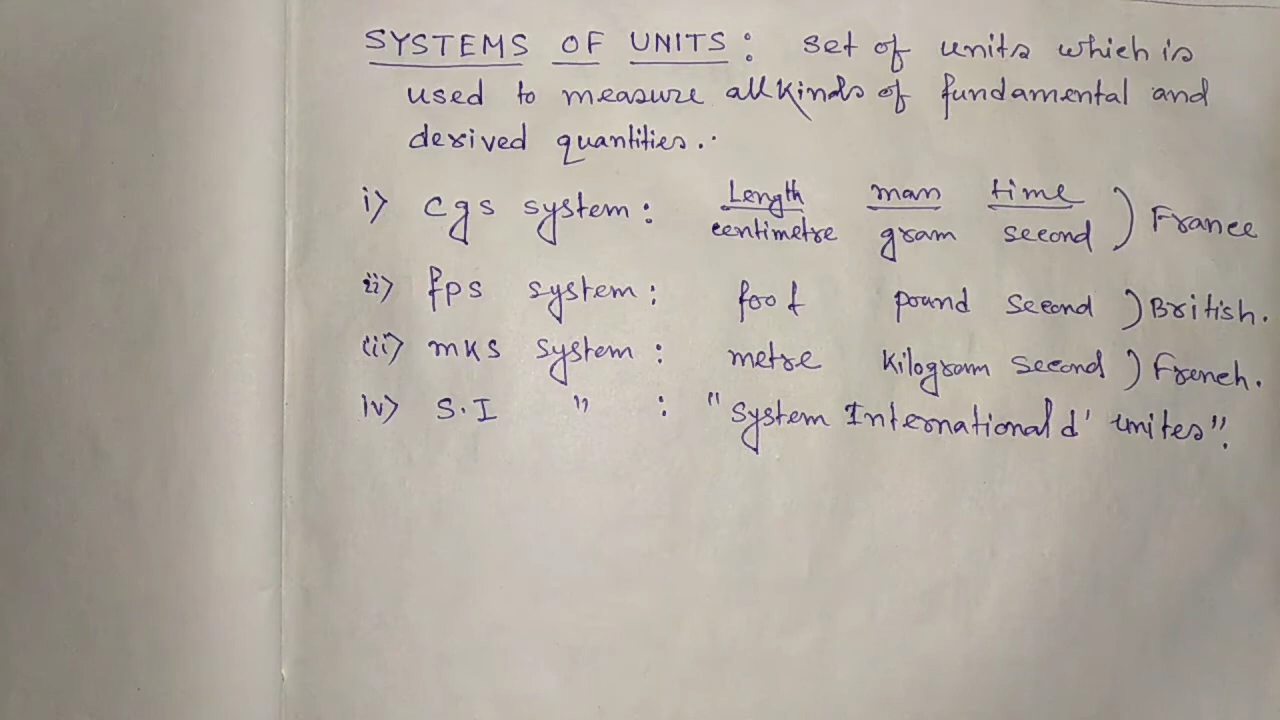 SYSTEMS OF UNITS : set of units which is
used to measure all kinds of fundamental and
derived quantities.
Length mass time
i) cgs system : centimetre gram second ) France
ii) fps system : foot pound second ) British.
iii) mks system : metre kilogram second ) French.
iv) S.I " : "System International d' unites".